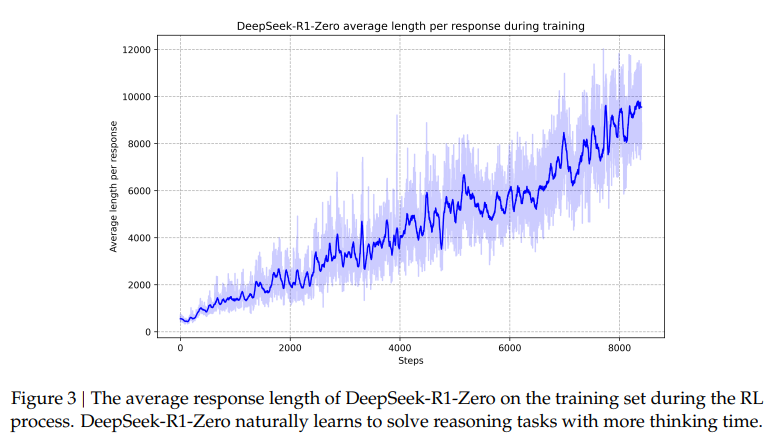 DeepSeek-R1-Zero average length per response during training
12000
10000
8000
6000
4000
2000
0
Average length per response
0 2000 4000 6000 8000
Steps
Figure 3 | The average response length of DeepSeek-R1-Zero on the training set during the RL
process. DeepSeek-R1-Zero naturally learns to solve reasoning tasks with more thinking time.